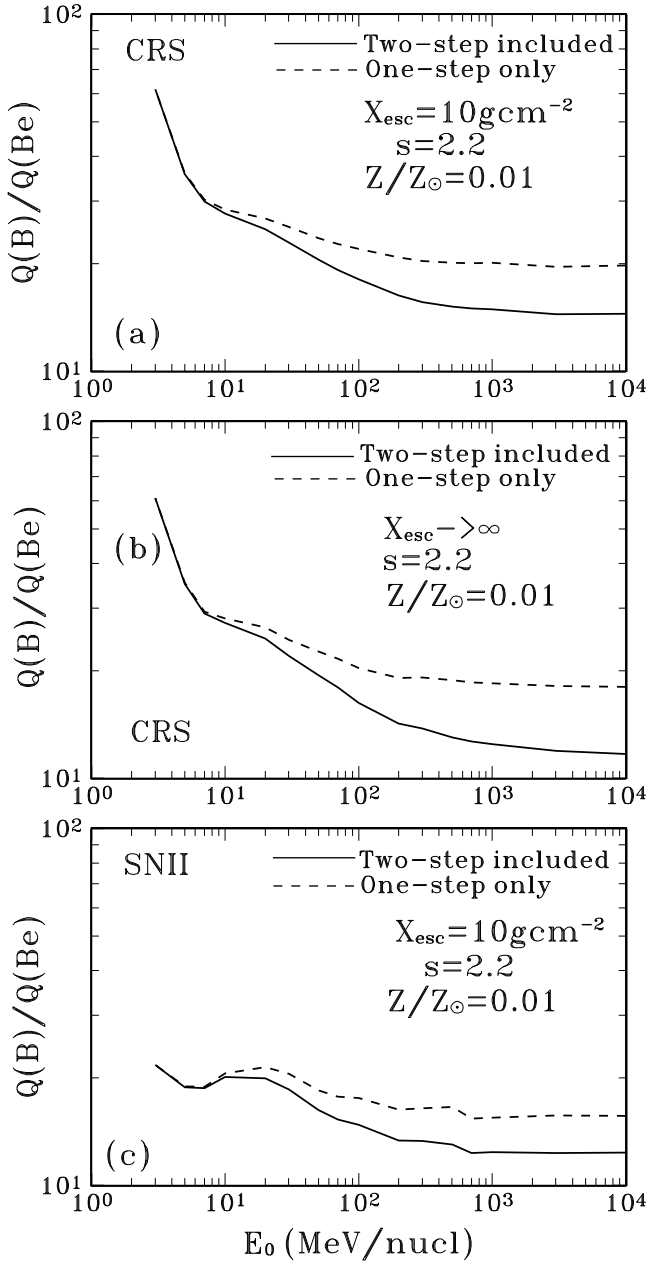 10²
CRS
Two-step included
One-step only
X_esc=10gcm⁻²
s=2.2
Z/Z☉=0.01
Q(B)/Q(Be)
(a)
10¹
10⁰ 10¹ 10² 10³ 10⁴
10²
Two-step included
One-step only
X_esc->∞
(b)
s=2.2
Z/Z☉=0.01
Q(B)/Q(Be)
CRS
10¹
10⁰ 10¹ 10² 10³ 10⁴
10²
SNII
Two-step included
One-step only
X_esc=10gcm⁻²
s=2.2
Z/Z☉=0.01
Q(B)/Q(Be)
(c)
10¹
10⁰ 10¹ 10² 10³ 10⁴
E₀ (MeV/nucl)